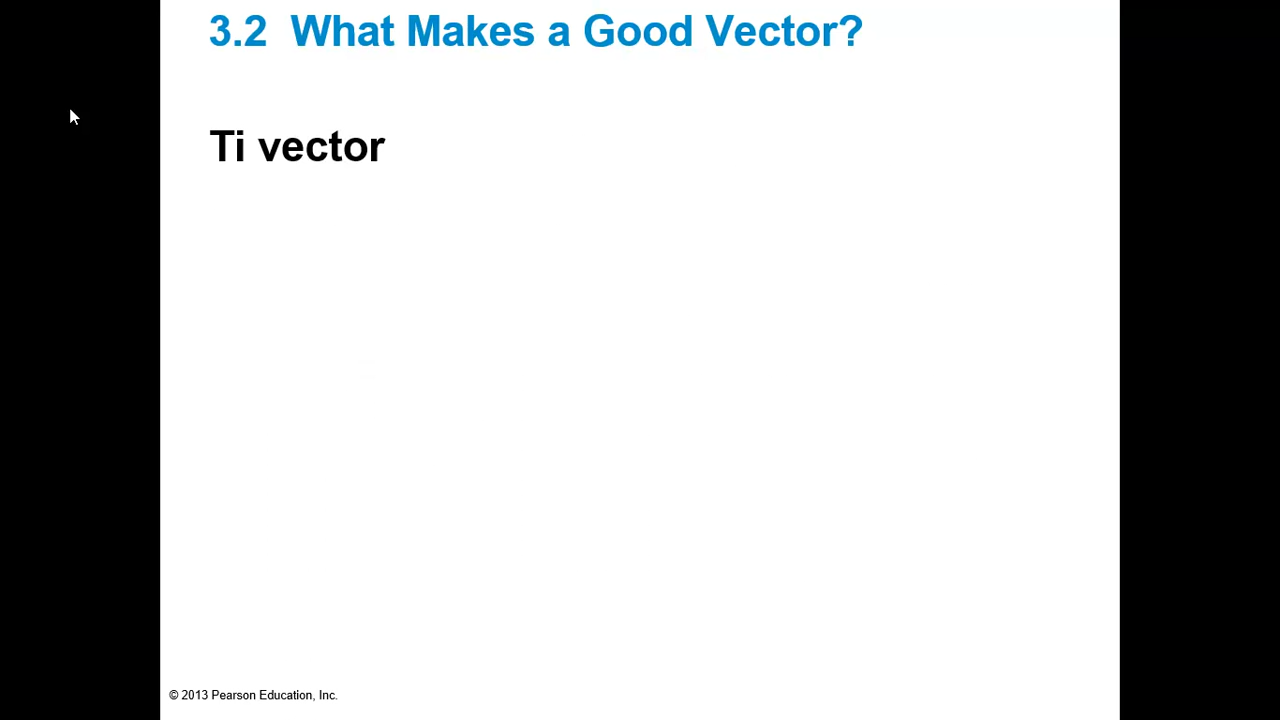 3.2 What Makes a Good Vector?
Ti vector
© 2013 Pearson Education, Inc.